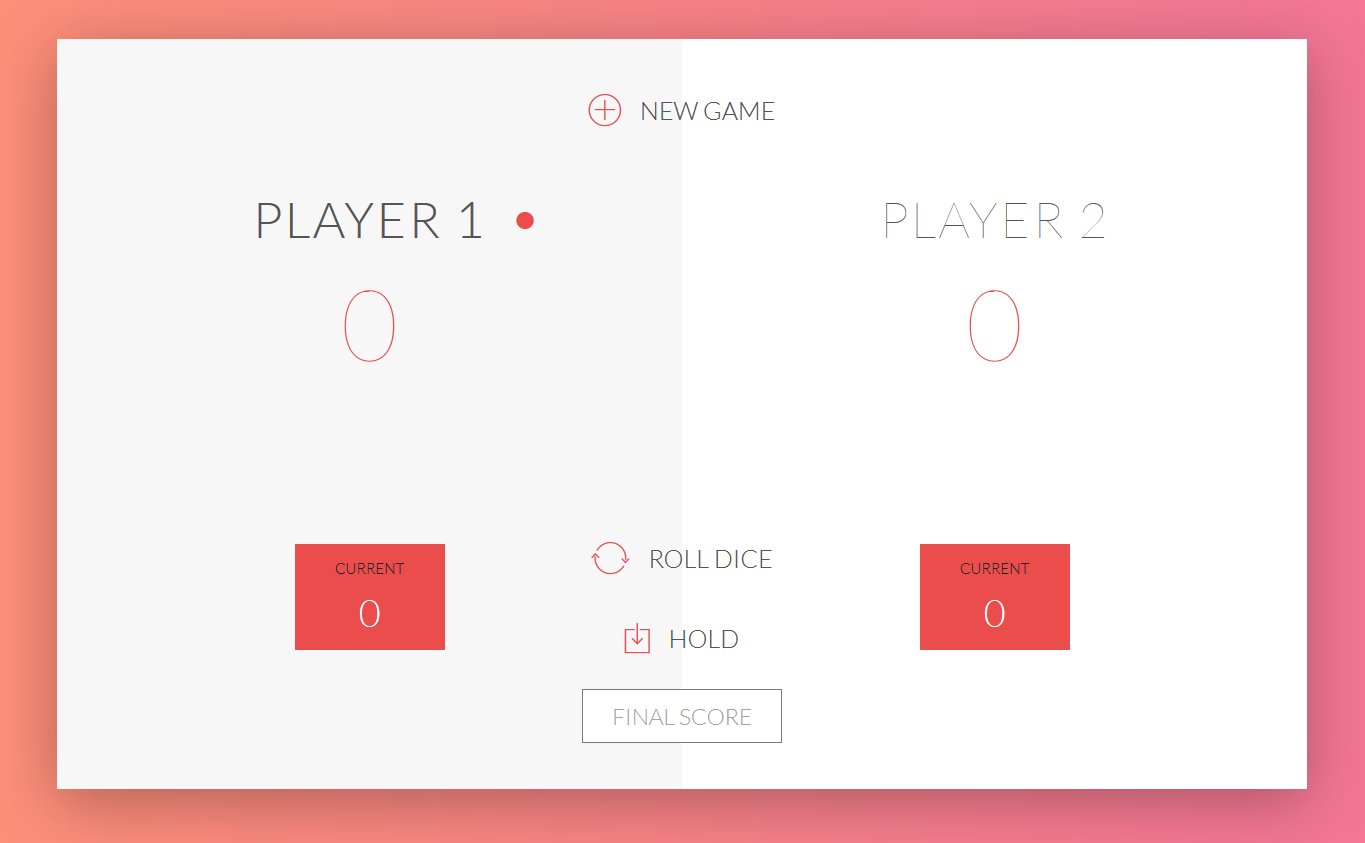 NEW GAME
PLAYER 1
0
PLAYER 2
0
CURRENT
0
ROLL DICE
HOLD
FINAL SCORE
CURRENT
0